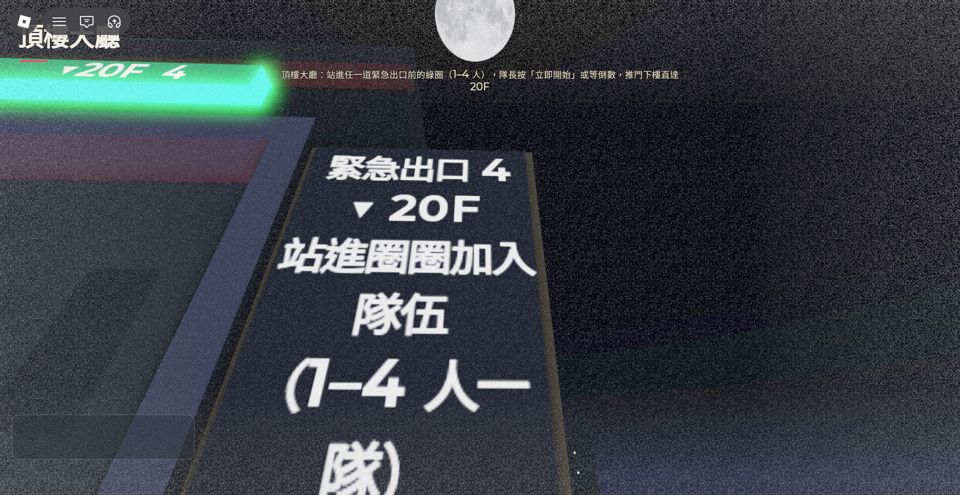 頂樓大廳
▼20F 4
頂樓大廳：站進任一道緊急出口前的綠圈（1–4 人），隊長按「立即開始」或等倒數，推門下樓直達
20F
緊急出口 4
▼ 20F
站進圈圈加入
隊伍
（1–4 人一
隊）